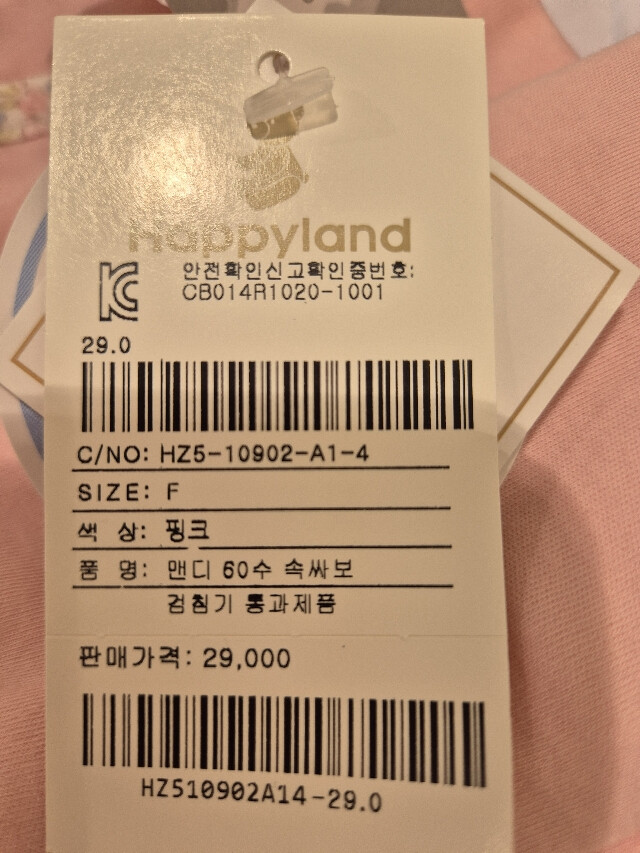 Happyland
안전확인신고확인증번호:
CB014R1020-1001
29.0
C/NO: HZ5-10902-A1-4
SIZE: F
색 상: 핑크
품 명: 맨디 60수 속싸보
검침기 통과제품
판매가격: 29,000
HZ510902A14-29.0